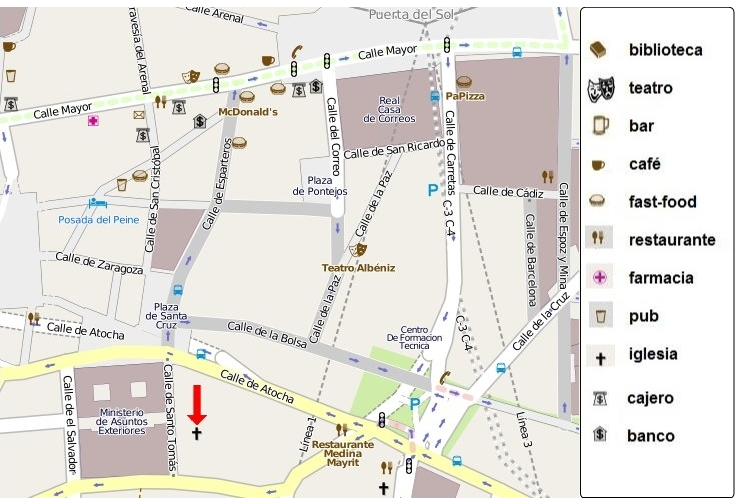 Calle Arenal
Puerta del Sol
Travesía del Arenal
Calle Mayor
Calle Mayor
McDonald's
PaPizza
Real
Casa
de Correos
Calle del Correo
Calle de San Ricardo
Calle de Carretas
Calle de San Cristóbal
Calle de Esparteros
Plaza
de Pontejos
P
Calle de Cádiz
C-3 C-4
Calle de la Paz
Posada del Peine
Calle de Espoz y Mina
Calle de Barcelona
Teatro Albéniz
Calle de Zaragoza
Calle de la Paz
Plaza
de Santa
Cruz
Calle de Atocha
Calle de la Bolsa
Centro
De Formacion
Tecnica
C-3 C-4
Calle de la Cruz
Calle de Atocha
P
Ministerio
de Asuntos
Exteriores
Calle de el Salvador
Calle de Santo Tomás
Línea 1
Línea 3
Restaurante
Medina
Mayrit
biblioteca
teatro
bar
café
fast-food
restaurante
farmacia
pub
iglesia
cajero
banco